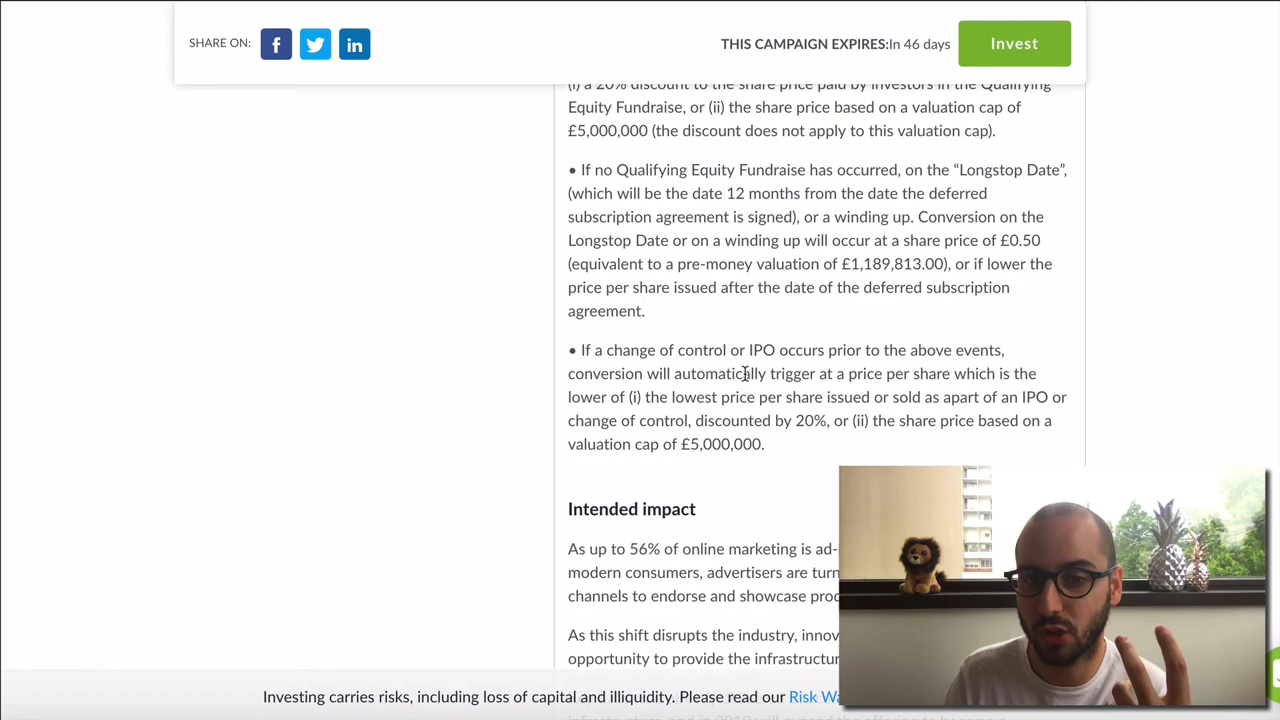 SHARE ON:
THIS CAMPAIGN EXPIRES:In 46 days
Invest
(i) a 20% discount to the share price paid by investors in the Qualifying
Equity Fundraise, or (ii) the share price based on a valuation cap of
£5,000,000 (the discount does not apply to this valuation cap).
• If no Qualifying Equity Fundraise has occurred, on the “Longstop Date”,
(which will be the date 12 months from the date the deferred
subscription agreement is signed), or a winding up. Conversion on the
Longstop Date or on a winding up will occur at a share price of £0.50
(equivalent to a pre-money valuation of £1,189,813.00), or if lower the
price per share issued after the date of the deferred subscription
agreement.
• If a change of control or IPO occurs prior to the above events,
conversion will automatically trigger at a price per share which is the
lower of (i) the lowest price per share issued or sold as apart of an IPO or
change of control, discounted by 20%, or (ii) the share price based on a
valuation cap of £5,000,000.
Intended impact
As up to 56% of online marketing is ad-
modern consumers, advertisers are turn
channels to endorse and showcase prod
As this shift disrupts the industry, innov
opportunity to provide the infrastructur
Investing carries risks, including loss of capital and illiquidity. Please read our Risk Wa